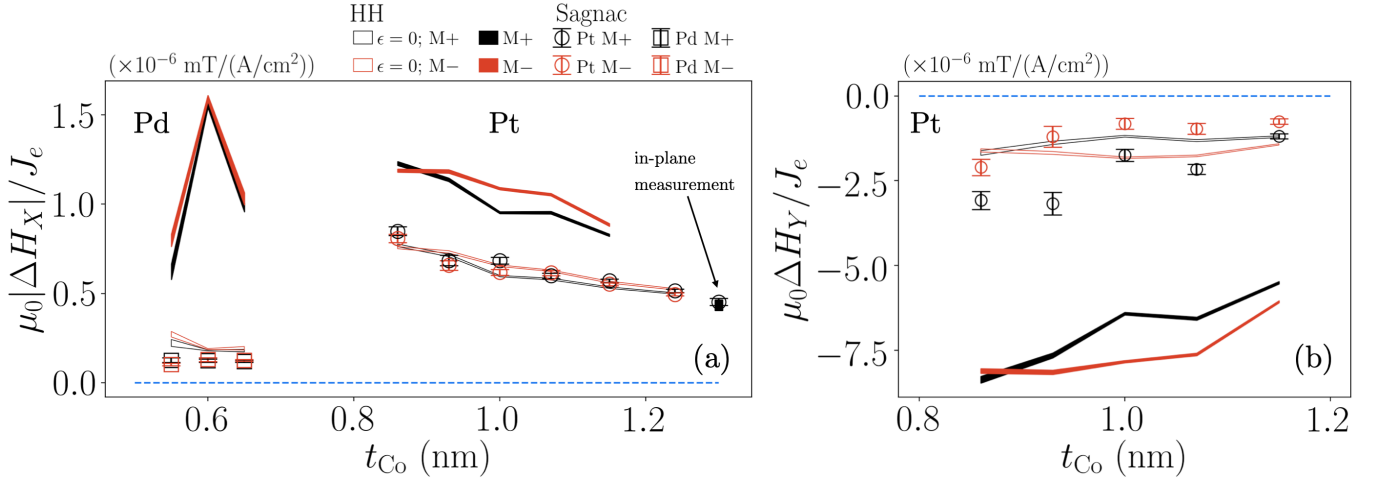 HH Sagnac
ϵ = 0; M+ M+ Pt M+ Pd M+
ϵ = 0; M− M− Pt M− Pd M−
(×10⁻⁶ mT/(A/cm²))
μ₀|ΔH_X|/J_e
1.5
1.0
0.5
0.0
Pd
Pt
in-plane
measurement
(a)
0.6 0.8 1.0 1.2
t_Co (nm)
(×10⁻⁶ mT/(A/cm²))
μ₀ΔH_Y/J_e
0.0
−2.5
−5.0
−7.5
Pt
(b)
0.8 1.0 1.2
t_Co (nm)